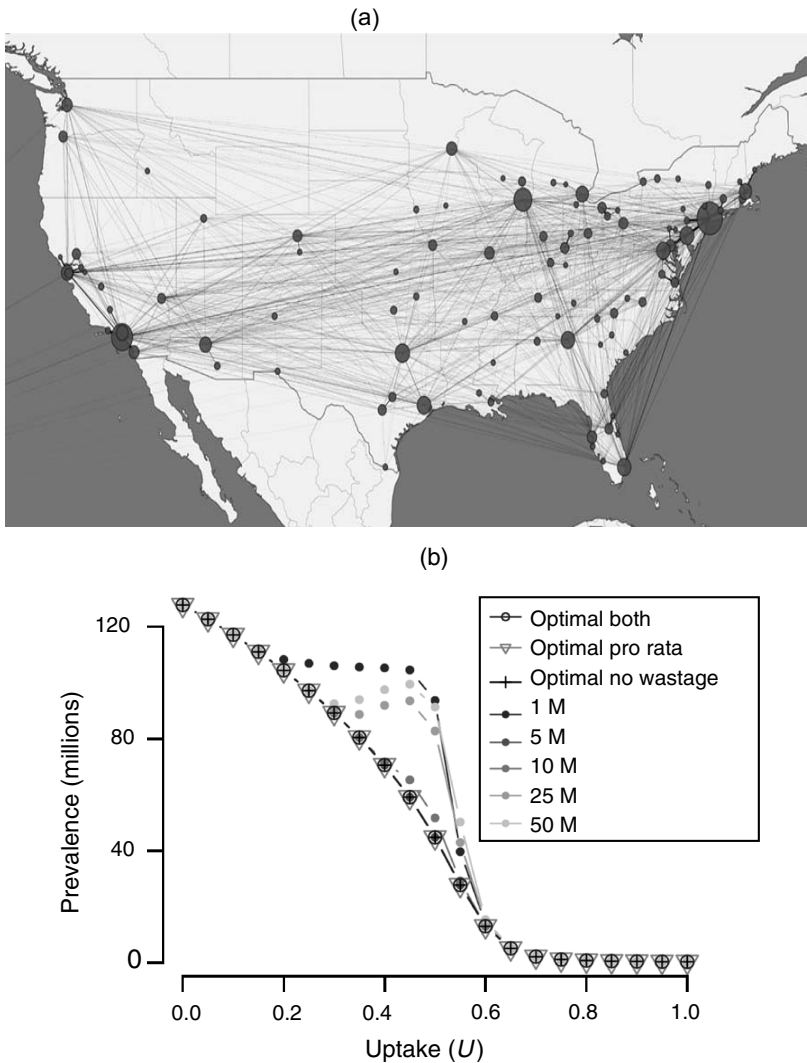 (a)
(b)
Optimal both
Optimal pro rata
Optimal no wastage
1 M
5 M
10 M
25 M
50 M
120
80
40
0
Prevalence (millions)
0.0 0.2 0.4 0.6 0.8 1.0
Uptake (U)